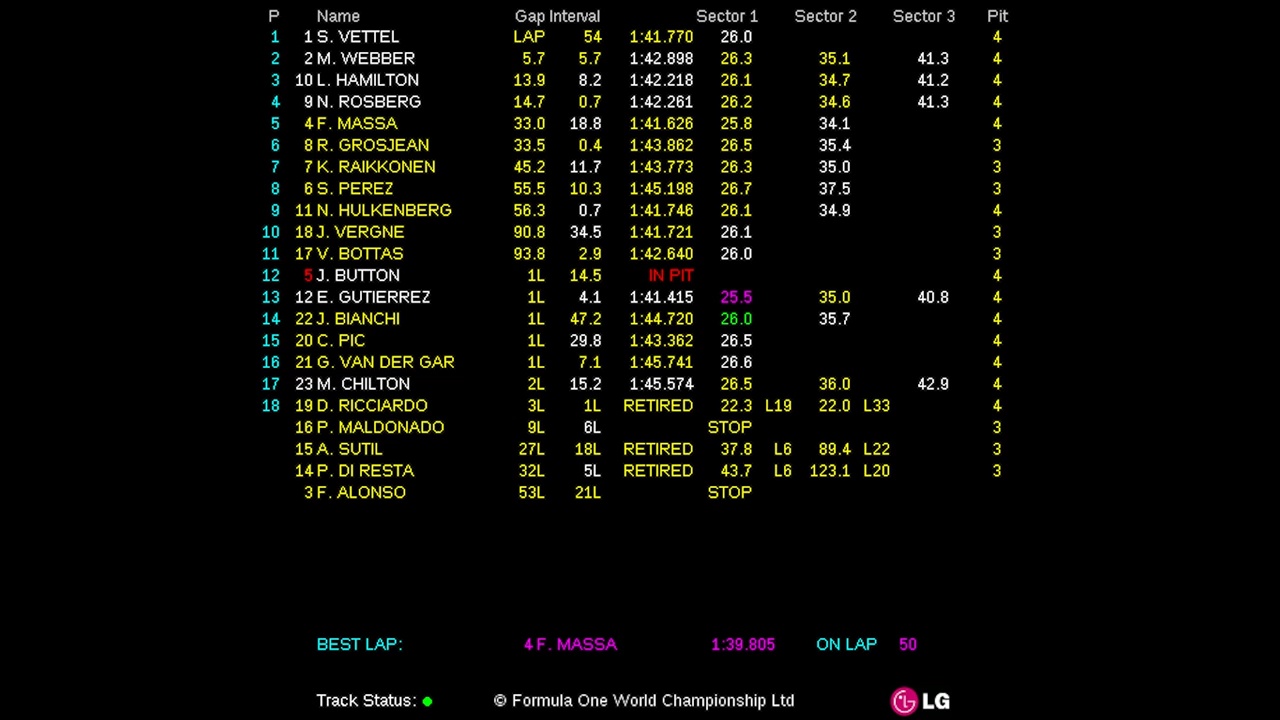 P Name Gap Interval Sector 1 Sector 2 Sector 3 Pit
1 1 S. VETTEL LAP 54 1:41.770 26.0 4
2 2 M. WEBBER 5.7 5.7 1:42.898 26.3 35.1 41.3 4
3 10 L. HAMILTON 13.9 8.2 1:42.218 26.1 34.7 41.2 4
4 9 N. ROSBERG 14.7 0.7 1:42.261 26.2 34.6 41.3 4
5 4 F. MASSA 33.0 18.8 1:41.626 25.8 34.1 4
6 8 R. GROSJEAN 33.5 0.4 1:43.862 26.5 35.4 3
7 7 K. RAIKKONEN 45.2 11.7 1:43.773 26.3 35.0 3
8 6 S. PEREZ 55.5 10.3 1:45.198 26.7 37.5 3
9 11 N. HULKENBERG 56.3 0.7 1:41.746 26.1 34.9 4
10 18 J. VERGNE 90.8 34.5 1:41.721 26.1 3
11 17 V. BOTTAS 93.8 2.9 1:42.640 26.0 3
12 5 J. BUTTON 1L 14.5 IN PIT 4
13 12 E. GUTIERREZ 1L 4.1 1:41.415 25.5 35.0 40.8 4
14 22 J. BIANCHI 1L 47.2 1:44.720 26.0 35.7 4
15 20 C. PIC 1L 29.8 1:43.362 26.5 4
16 21 G. VAN DER GAR 1L 7.1 1:45.741 26.6 4
17 23 M. CHILTON 2L 15.2 1:45.574 26.5 36.0 42.9 4
18 19 D. RICCIARDO 3L 1L RETIRED 22.3 L19 22.0 L33 4
16 P. MALDONADO 9L 6L STOP 3
15 A. SUTIL 27L 18L RETIRED 37.8 L6 89.4 L22 3
14 P. DI RESTA 32L 5L RETIRED 43.7 L6 123.1 L20 3
3 F. ALONSO 53L 21L STOP
BEST LAP: 4 F. MASSA 1:39.805 ON LAP 50
Track Status: © Formula One World Championship Ltd LG